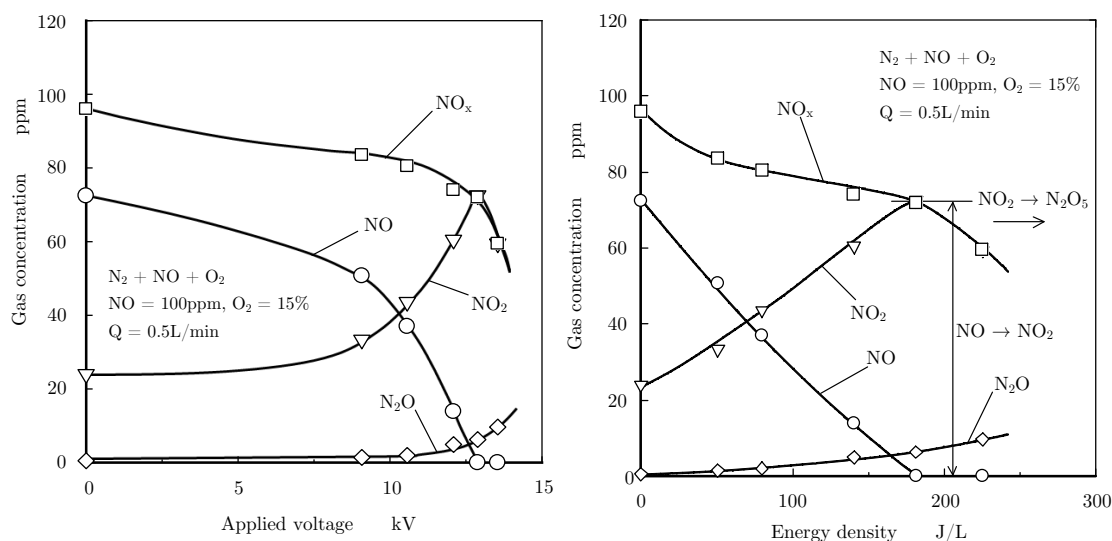 120
100
80
60
40
20
0
Gas concentration ppm
NOₓ
NO
N₂ + NO + O₂
NO = 100ppm, O₂ = 15%
Q = 0.5L/min
NO₂
N₂O
0 5 10 15
Applied voltage kV
120
100
80
60
40
20
0
Gas concentration ppm
N₂ + NO + O₂
NO = 100ppm, O₂ = 15%
Q = 0.5L/min
NOₓ
NO₂ → N₂O₅
NO₂
NO → NO₂
NO
N₂O
0 100 200 300
Energy density J/L